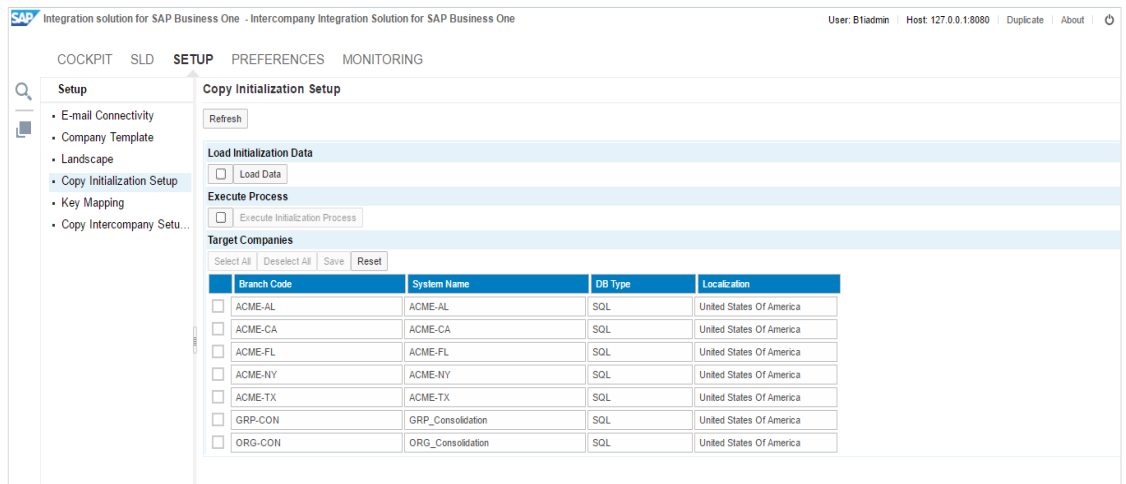 SAP Integration solution for SAP Business One - Intercompany Integration Solution for SAP Business One User: B1iadmin Host: 127.0.0.1:8080 Duplicate About
COCKPIT SLD SETUP PREFERENCES MONITORING
Setup
E-mail Connectivity
Company Template
Landscape
Copy Initialization Setup
Key Mapping
Copy Intercompany Setu...
Copy Initialization Setup
Refresh
Load Initialization Data
Load Data
Execute Process
Execute Initialization Process
Target Companies
Select All Deselect All Save Reset
Branch Code System Name DB Type Localization
ACME-AL ACME-AL SQL United States Of America
ACME-CA ACME-CA SQL United States Of America
ACME-FL ACME-FL SQL United States Of America
ACME-NY ACME-NY SQL United States Of America
ACME-TX ACME-TX SQL United States Of America
GRP-CON GRP_Consolidation SQL United States Of America
ORG-CON ORG_Consolidation SQL United States Of America